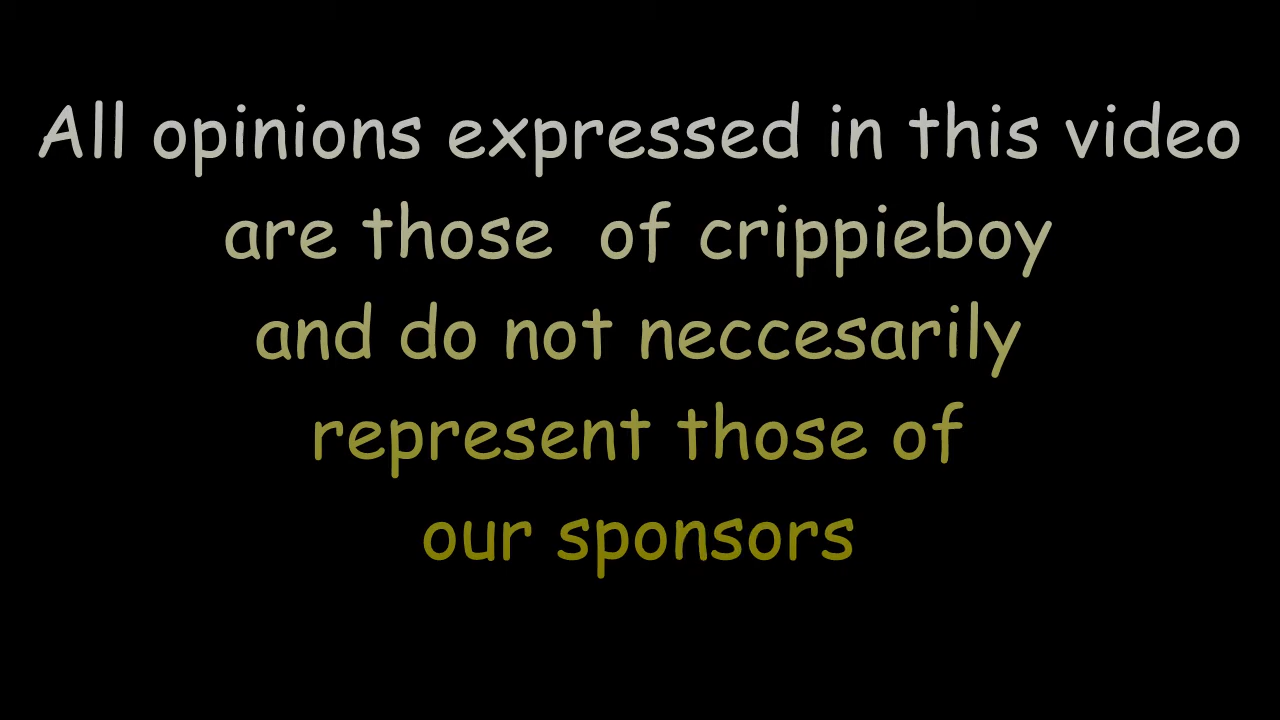 All opinions expressed in this video
are those of crippieboy
and do not neccesarily
represent those of
our sponsors